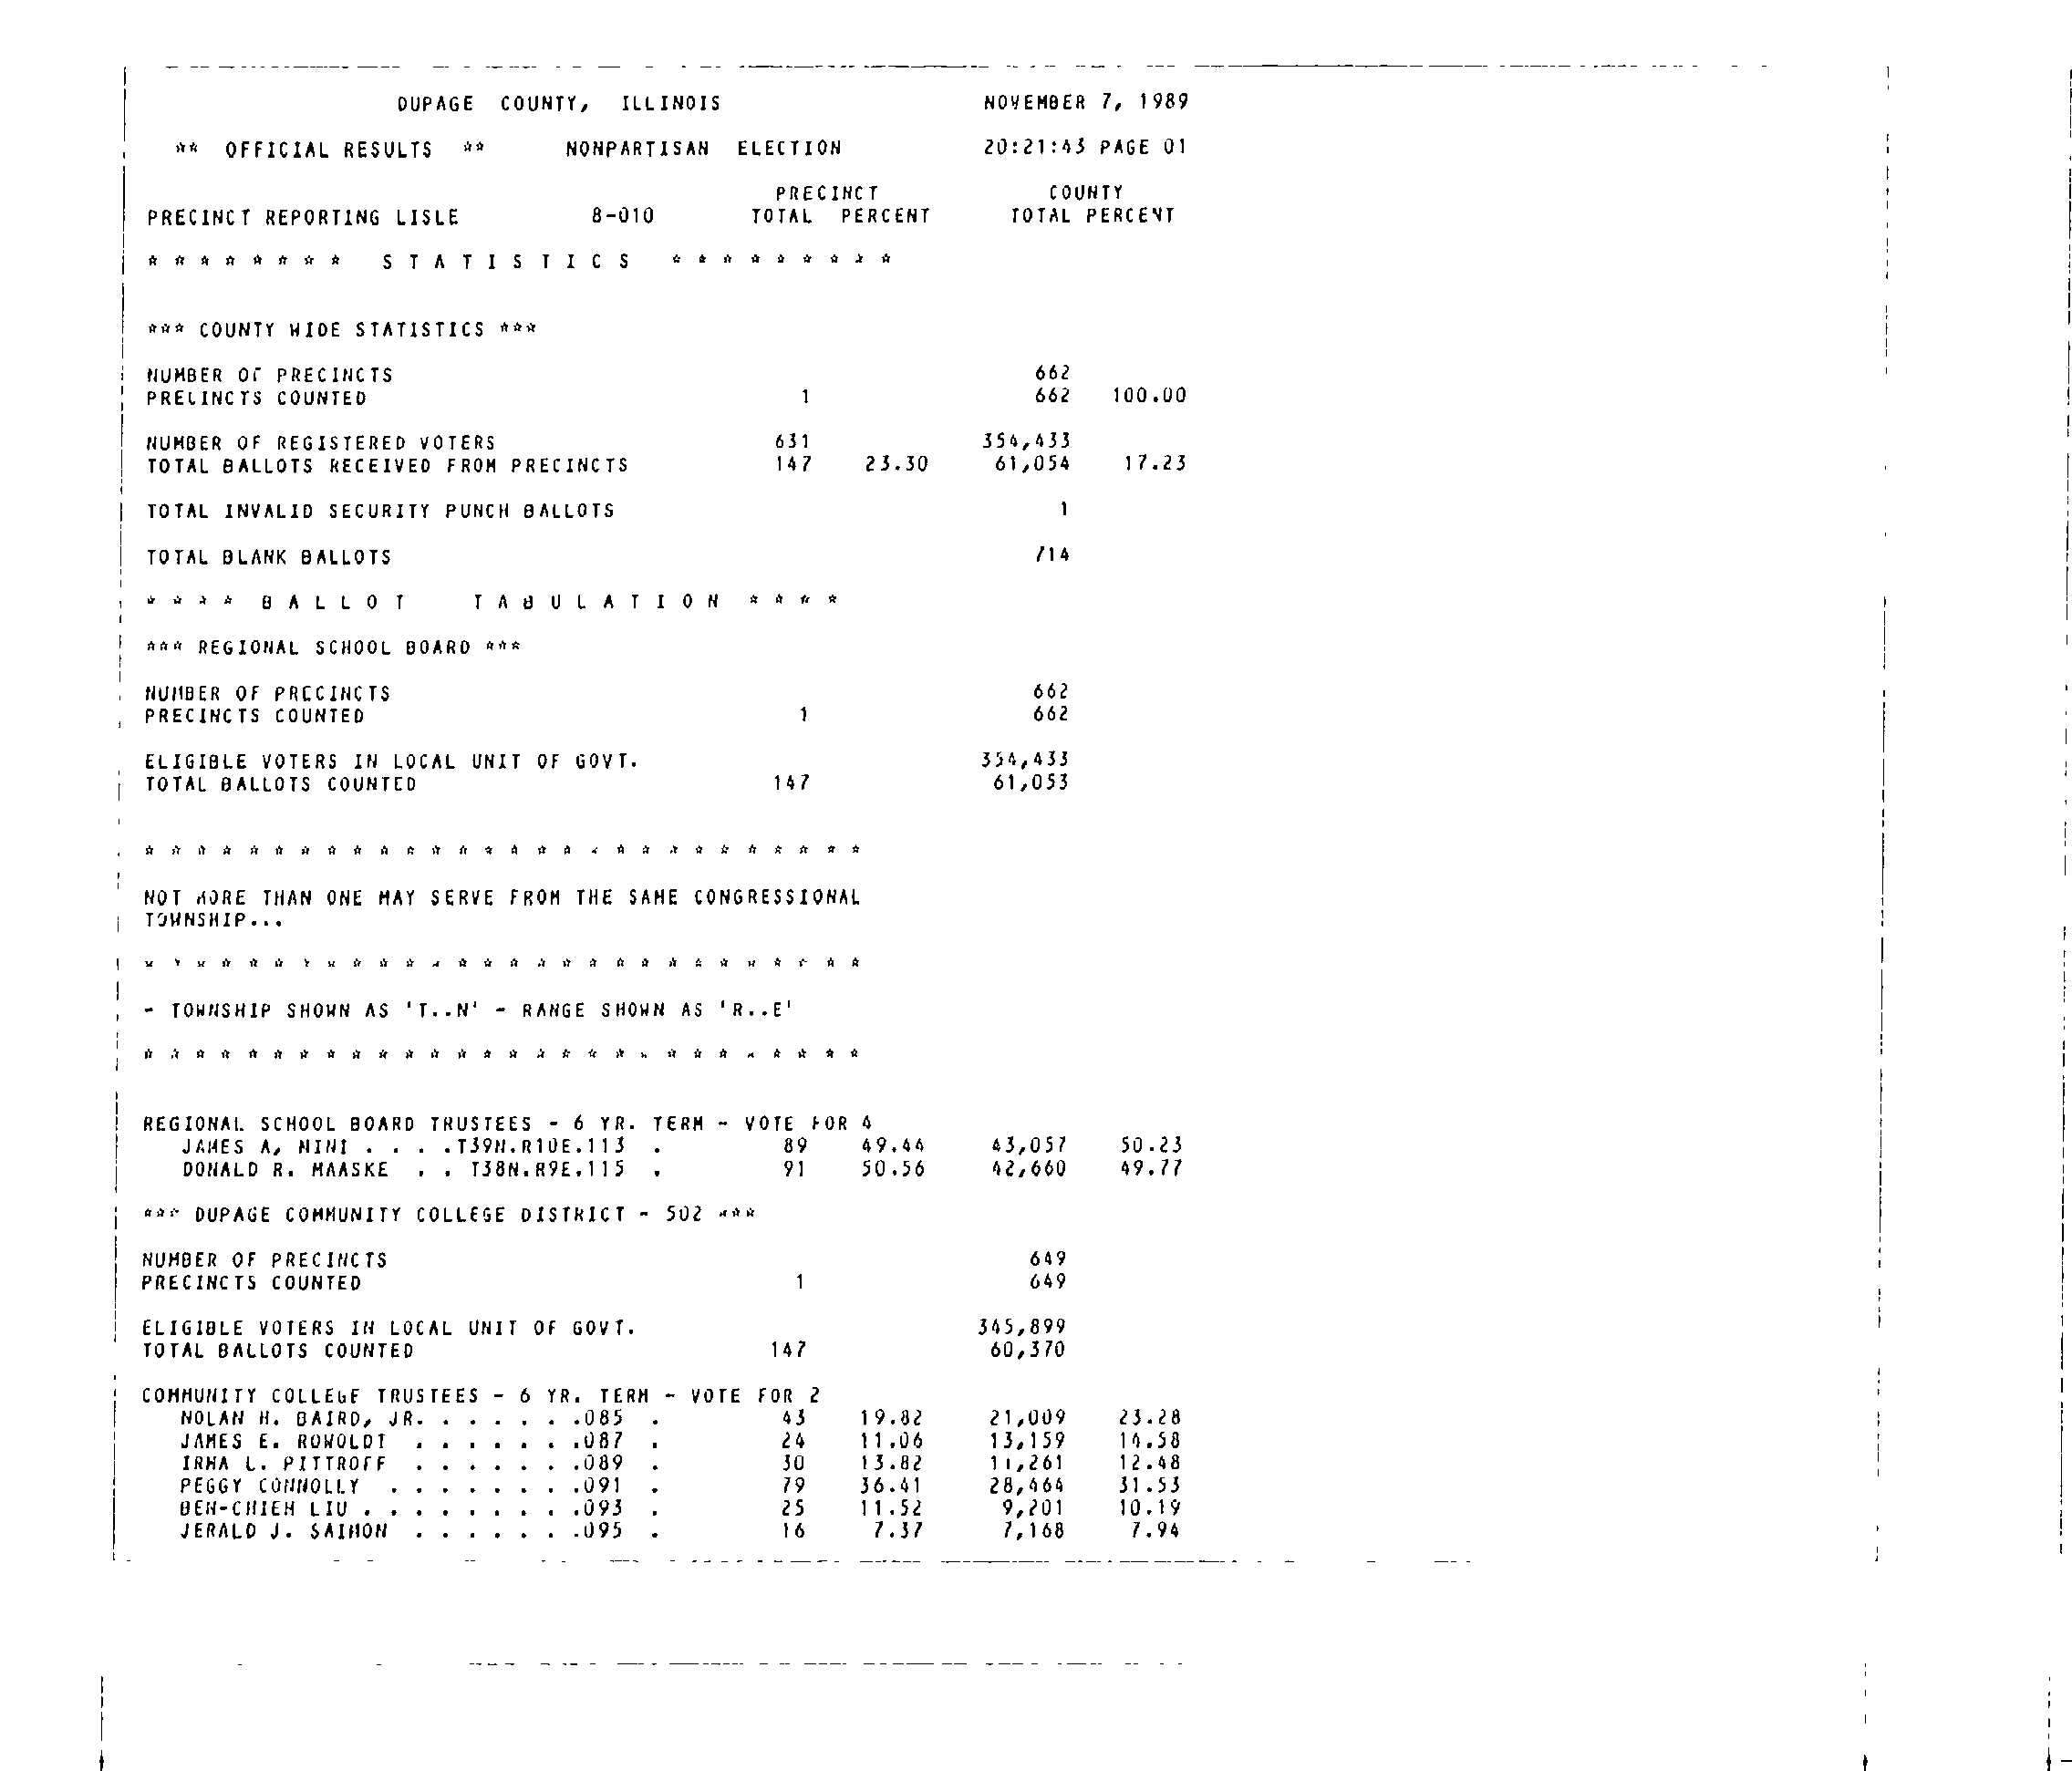 DUPAGE COUNTY, ILLINOIS NOVEMBER 7, 1989
** OFFICIAL RESULTS ** NONPARTISAN ELECTION 20:21:43 PAGE 01
PRECINCT COUNTY
PRECINCT REPORTING LISLE 8-010 TOTAL PERCENT TOTAL PERCENT
* * * * * * * * S T A T I S T I C S * * * * * * * * *
*** COUNTY WIDE STATISTICS ***
NUMBER OF PRECINCTS 662
PRECINCTS COUNTED 1 662 100.00
NUMBER OF REGISTERED VOTERS 631 354,433
TOTAL BALLOTS RECEIVED FROM PRECINCTS 147 23.30 61,054 17.23
TOTAL INVALID SECURITY PUNCH BALLOTS 1
TOTAL BLANK BALLOTS 714
* * * * B A L L O T T A B U L A T I O N * * * *
*** REGIONAL SCHOOL BOARD ***
NUMBER OF PRECINCTS 662
PRECINCTS COUNTED 1 662
ELIGIBLE VOTERS IN LOCAL UNIT OF GOVT. 354,433
TOTAL BALLOTS COUNTED 147 61,053
* * * * * * * * * * * * * * * * * * * * * * * * * * * *
NOT MORE THAN ONE MAY SERVE FROM THE SAME CONGRESSIONAL
TOWNSHIP...
* * * * * * * * * * * * * * * * * * * * * * * * * * * *
- TOWNSHIP SHOWN AS 'T..N' - RANGE SHOWN AS 'R..E'
* * * * * * * * * * * * * * * * * * * * * * * * * * * *
REGIONAL SCHOOL BOARD TRUSTEES - 6 YR. TERM - VOTE FOR 4
JAMES A, NINI . . . .T39N.R10E.113 . 89 49.44 43,057 50.23
DONALD R. MAASKE . . T38N.R9E.115 . 91 50.56 42,660 49.77
*** DUPAGE COMMUNITY COLLEGE DISTRICT - 502 ***
NUMBER OF PRECINCTS 649
PRECINCTS COUNTED 1 649
ELIGIBLE VOTERS IN LOCAL UNIT OF GOVT. 345,899
TOTAL BALLOTS COUNTED 147 60,370
COMMUNITY COLLEGE TRUSTEES - 6 YR. TERM - VOTE FOR 2
NOLAN H. BAIRD, JR. . . . . . .085 . 43 19.82 21,009 23.28
JAMES E. ROWOLDT . . . . . . .087 . 24 11.06 13,159 14.58
IRMA L. PITTROFF . . . . . . .089 . 30 13.82 11,261 12.48
PEGGY CONNOLLY . . . . . . . .091 . 79 36.41 28,464 31.53
BEN-CHIEH LIU . . . . . . . . .093 . 25 11.52 9,201 10.19
JERALD J. SAIMON . . . . . . .095 . 16 7.37 7,168 7.94